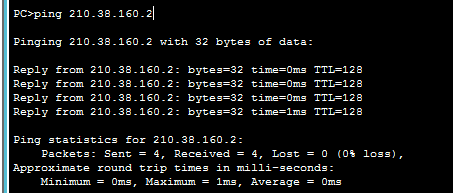 PC>ping 210.38.160.2
Pinging 210.38.160.2 with 32 bytes of data:
Reply from 210.38.160.2: bytes=32 time=0ms TTL=128
Reply from 210.38.160.2: bytes=32 time=0ms TTL=128
Reply from 210.38.160.2: bytes=32 time=0ms TTL=128
Reply from 210.38.160.2: bytes=32 time=1ms TTL=128
Ping statistics for 210.38.160.2:
Packets: Sent = 4, Received = 4, Lost = 0 (0% loss),
Approximate round trip times in milli-seconds:
Minimum = 0ms, Maximum = 1ms, Average = 0ms